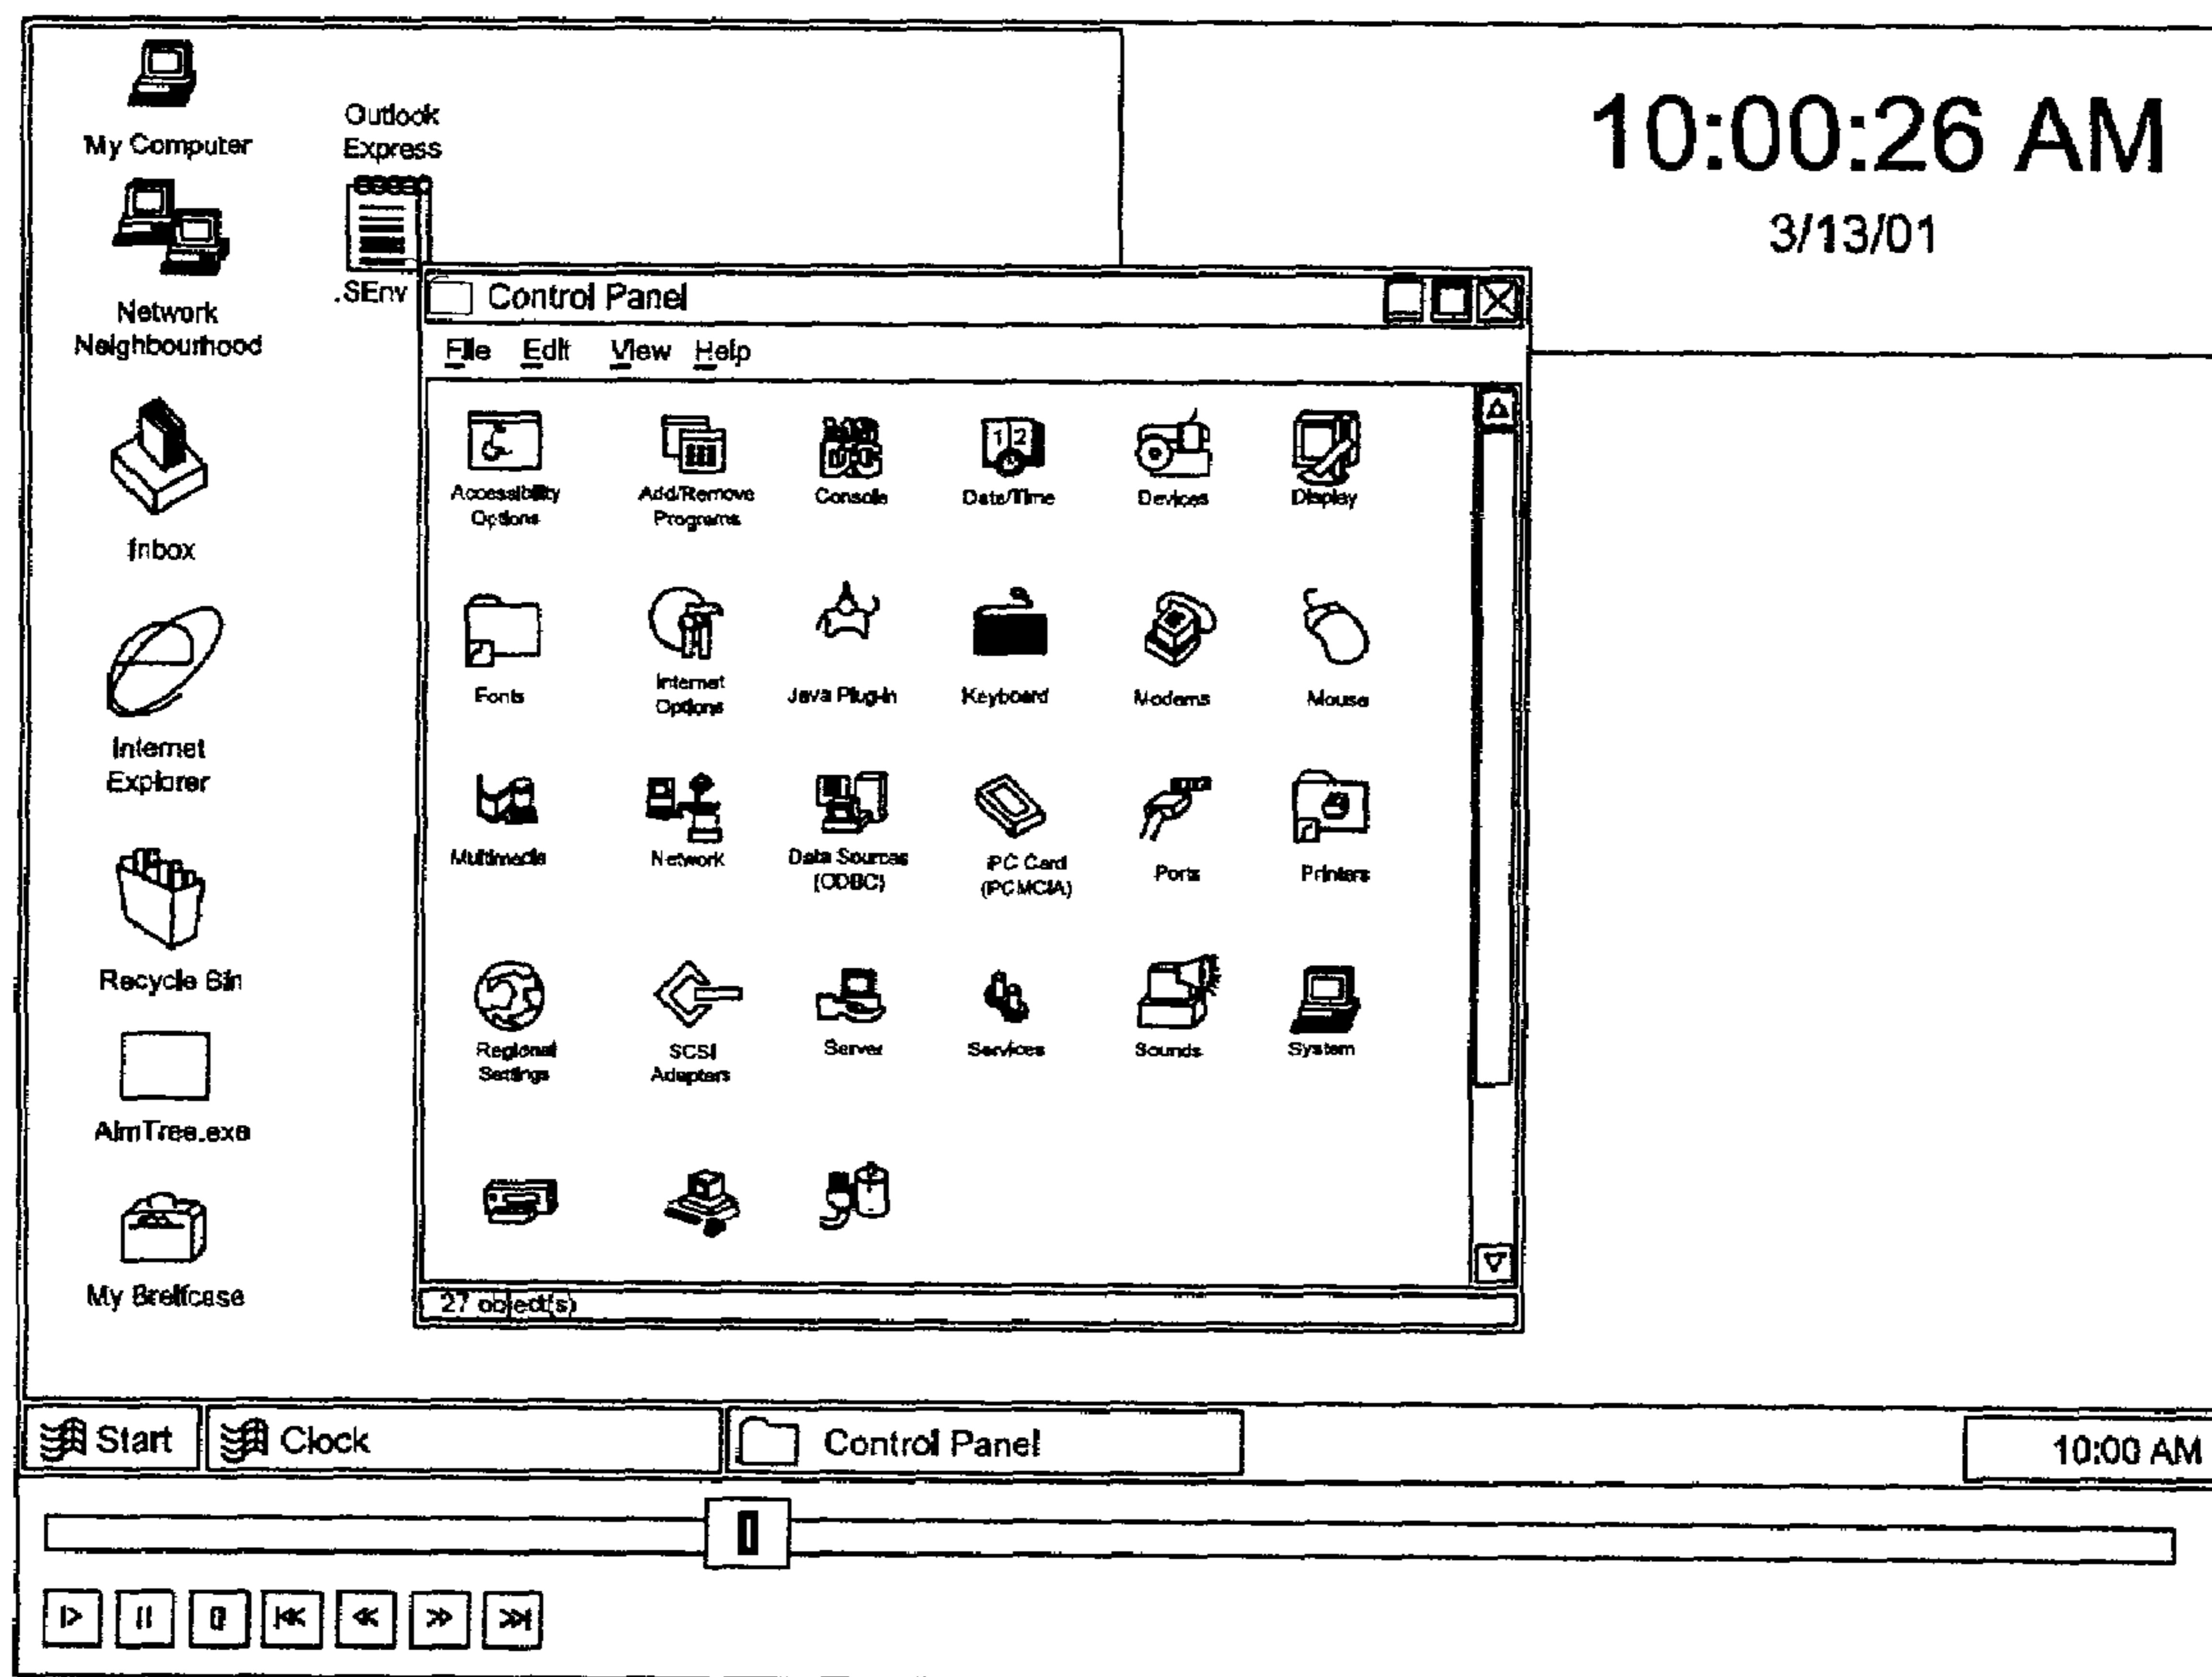 My Computer
Outlook
Express
Network
Neighbourhood
.SEnv
Inbox
Internet
Explorer
Recycle Bin
AimTree.exe
My Breifcase
10:00:26 AM
3/13/01
Control Panel
File Edit View Help
Accessibility
Options
Add/Remove
Programs
Console
Date/Time
Devices
Display
Fonts
Internet
Options
Java Plug-in
Keyboard
Modems
Mouse
Multimedia
Network
Data Sources
(ODBC)
PC Card
(PCMCIA)
Ports
Printers
Regional
Settings
SCSI
Adapters
Server
Services
Sounds
System
27 object(s)
Start
Clock
Control Panel
10:00 AM